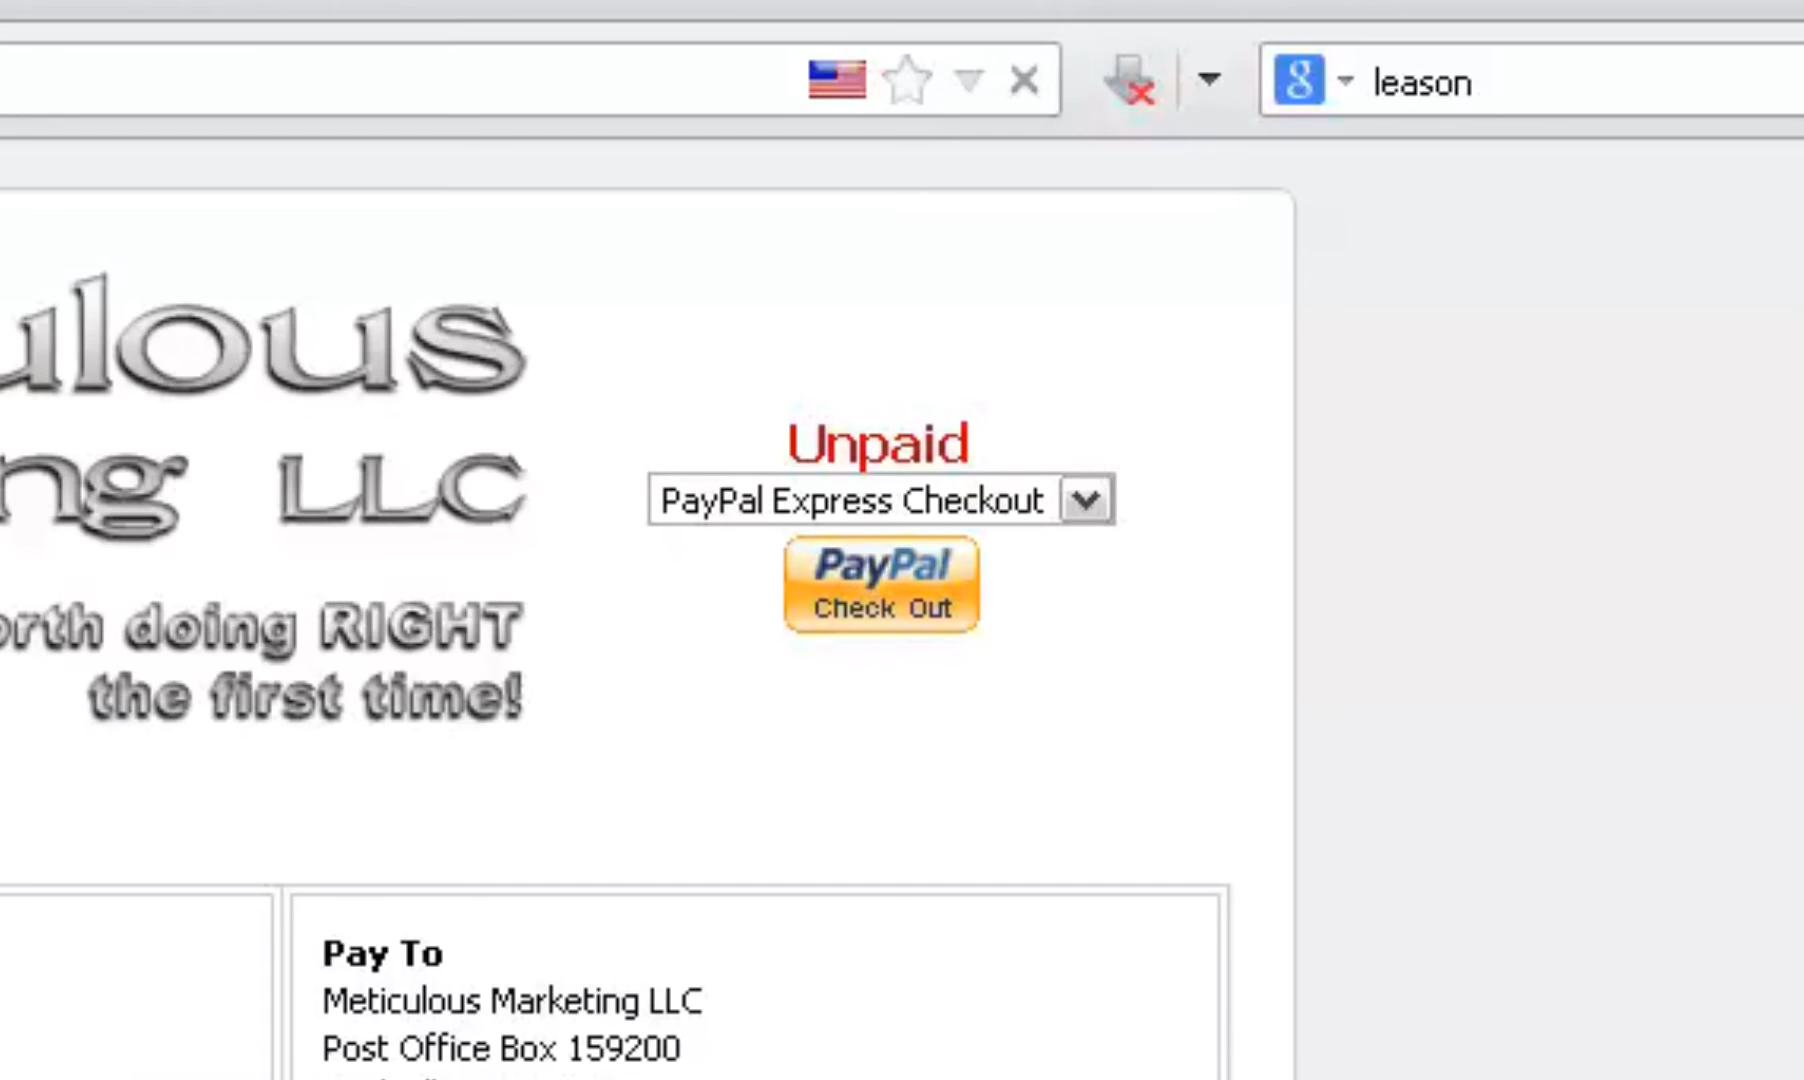 leason
ulous
ng LLC
orth doing RIGHT
the first time!
Unpaid
PayPal Express Checkout
PayPal
Check Out
Pay To
Meticulous Marketing LLC
Post Office Box 159200